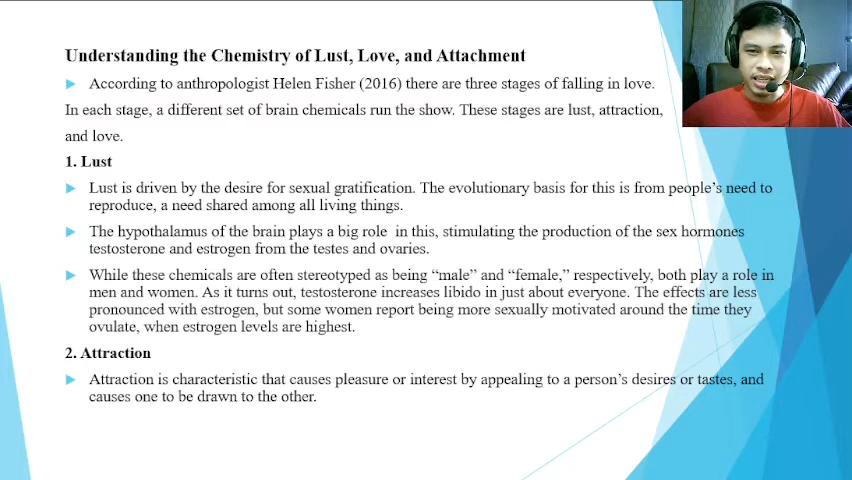 Understanding the Chemistry of Lust, Love, and Attachment
According to anthropologist Helen Fisher (2016) there are three stages of falling in love.
In each stage, a different set of brain chemicals run the show. These stages are lust, attraction,
and love.
1. Lust
Lust is driven by the desire for sexual gratification. The evolutionary basis for this is from people's need to
reproduce, a need shared among all living things.
The hypothalamus of the brain plays a big role in this, stimulating the production of the sex hormones
testosterone and estrogen from the testes and ovaries.
While these chemicals are often stereotyped as being “male” and “female,” respectively, both play a role in
men and women. As it turns out, testosterone increases libido in just about everyone. The effects are less
pronounced with estrogen, but some women report being more sexually motivated around the time they
ovulate, when estrogen levels are highest.
2. Attraction
Attraction is characteristic that causes pleasure or interest by appealing to a person's desires or tastes, and
causes one to be drawn to the other.